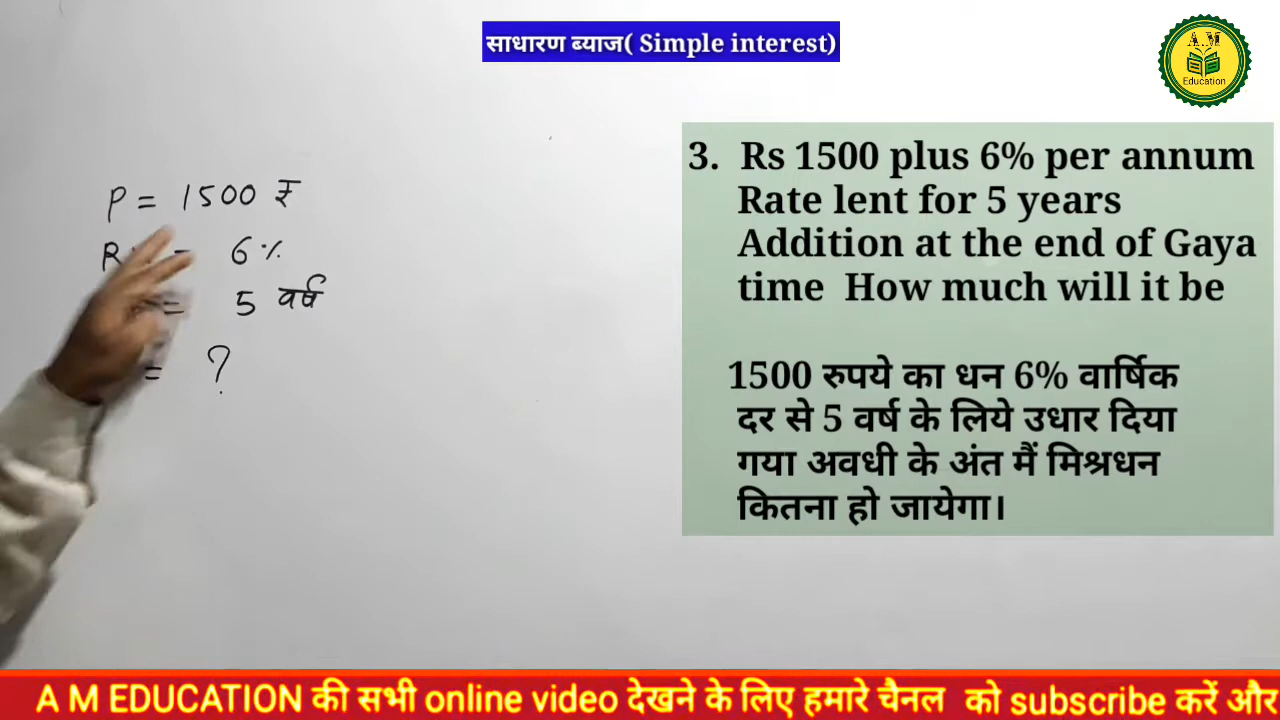 साधारण ब्याज( Simple interest)
A M
Education
P = 1500 ₹
R = 6%
= 5 वर्ष
= ?
3. Rs 1500 plus 6% per annum
Rate lent for 5 years
Addition at the end of Gaya
time How much will it be
1500 रुपये का धन 6% वार्षिक
दर से 5 वर्ष के लिये उधार दिया
गया अवधी के अंत मैं मिश्रधन
कितना हो जायेगा।
A M EDUCATION की सभी online video देखने के लिए हमारे चैनल को subscribe करें और